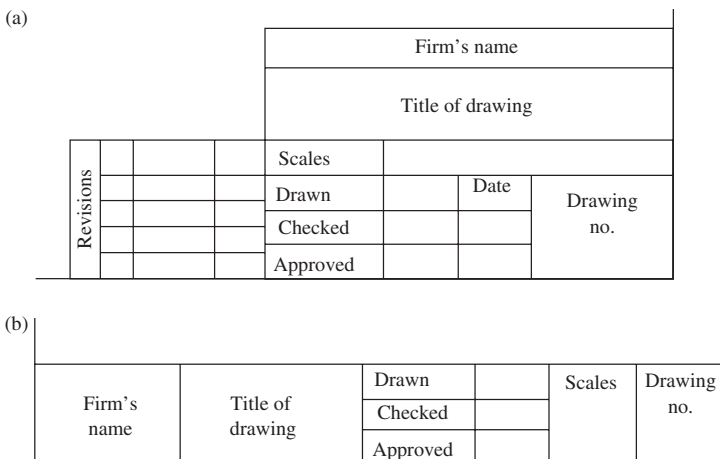 (a)
Firm's name
Title of drawing
Revisions
Scales
Drawn
Date
Drawing
no.
Checked
Approved
(b)
Firm's
name
Title of
drawing
Drawn
Checked
Approved
Scales
Drawing
no.